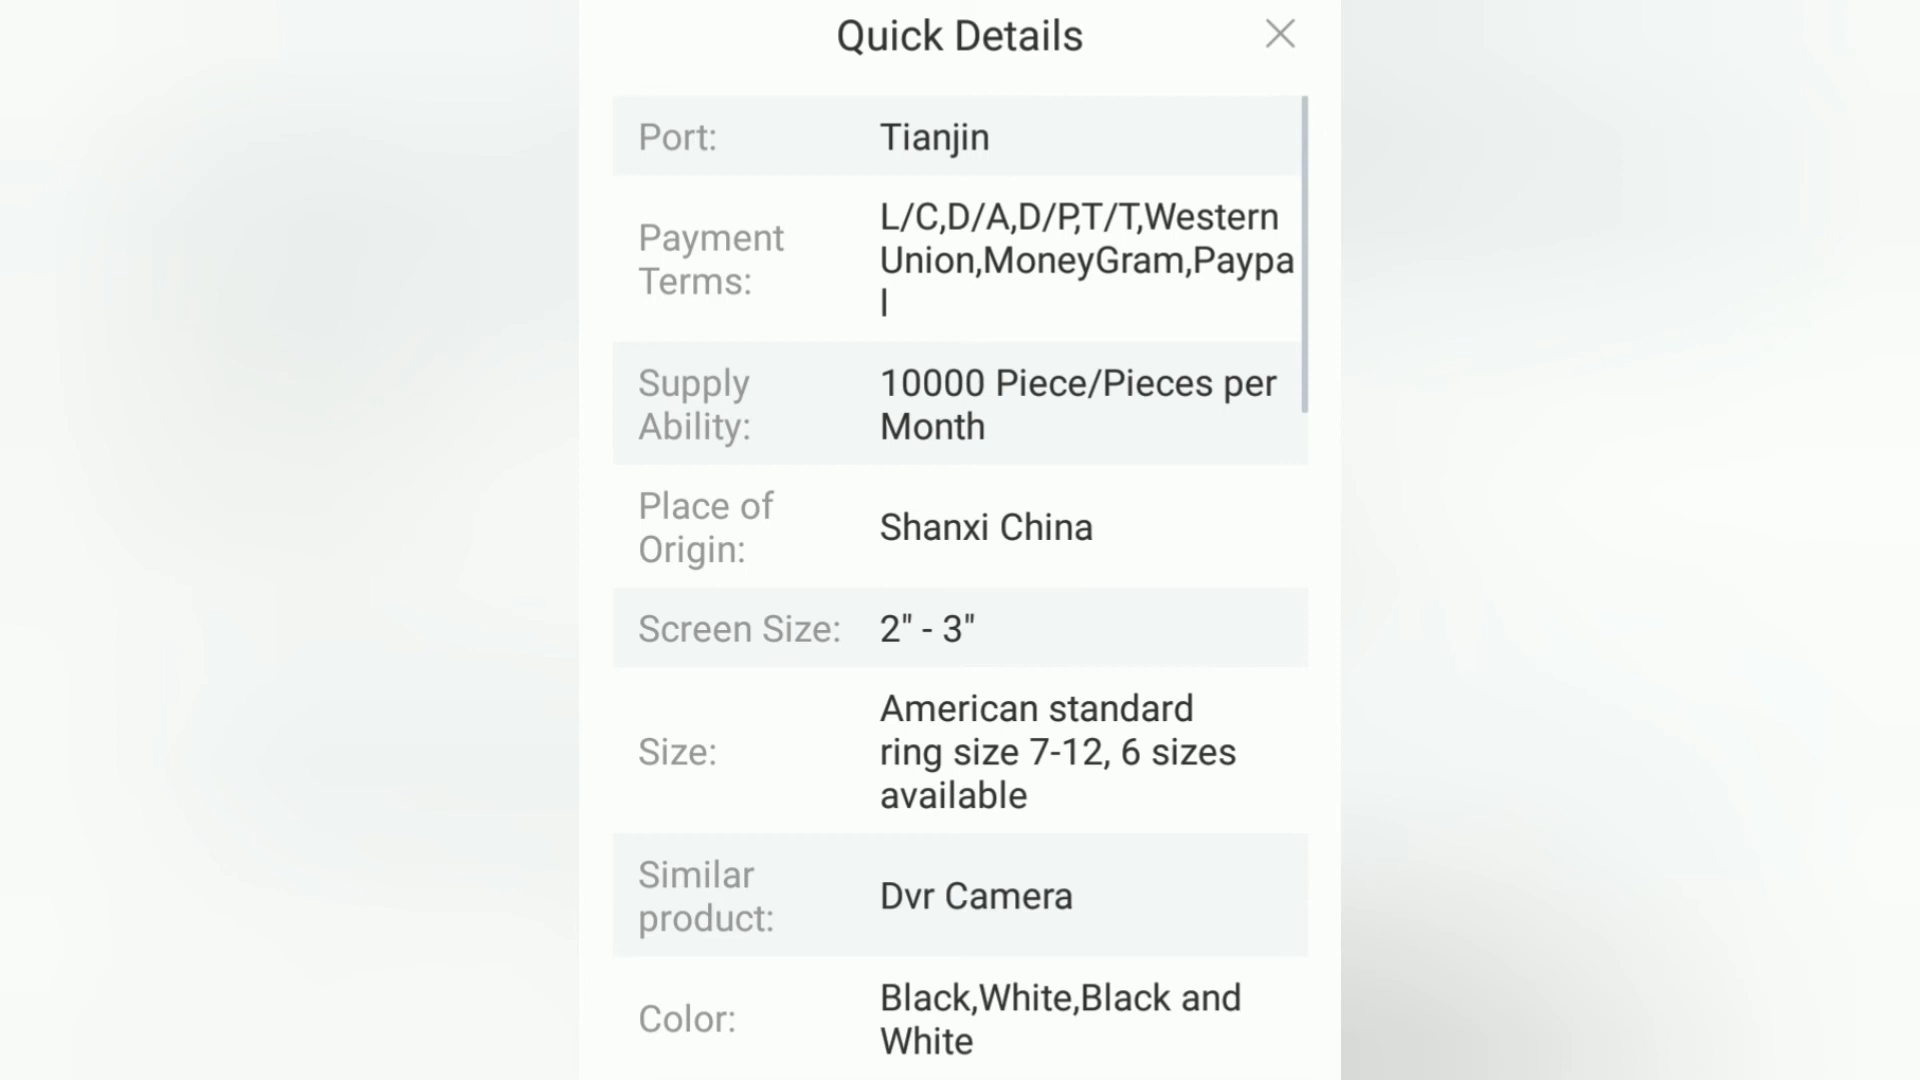 Quick Details
Port: Tianjin
Payment Terms: L/C,D/A,D/P,T/T,Western
Union,MoneyGram,Paypa
l
Supply Ability: 10000 Piece/Pieces per
Month
Place of Origin: Shanxi China
Screen Size: 2" - 3"
Size: American standard
ring size 7-12, 6 sizes
available
Similar product: Dvr Camera
Color: Black,White,Black and
White